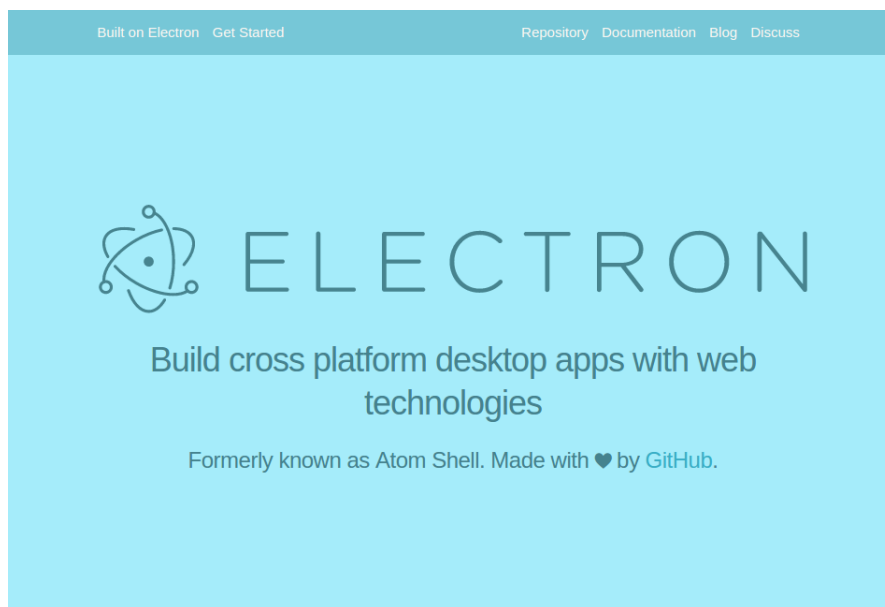 Built on Electron Get Started Repository Documentation Blog Discuss
ELECTRON
Build cross platform desktop apps with web
technologies
Formerly known as Atom Shell. Made with ♥ by GitHub.